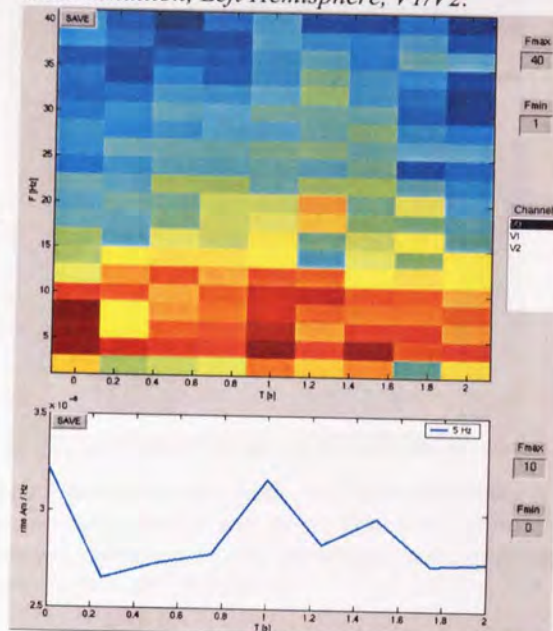 Left Hemisphere, V1/V2.
SAVE
40
35
30
25
20
15
10
5
F [Hz]
0 0.2 0.4 0.6 0.8 1 1.2 1.4 1.6 1.8 2
T [s]
Fmax
40
Fmin
1
Channel
V1
V2
× 10
3.5
3
2.5
SAVE
5 Hz
rms Am / Hz
0 0.2 0.4 0.6 0.8 1 1.2 1.4 1.6 1.8 2
T [s]
Fmax
10
Fmin
0